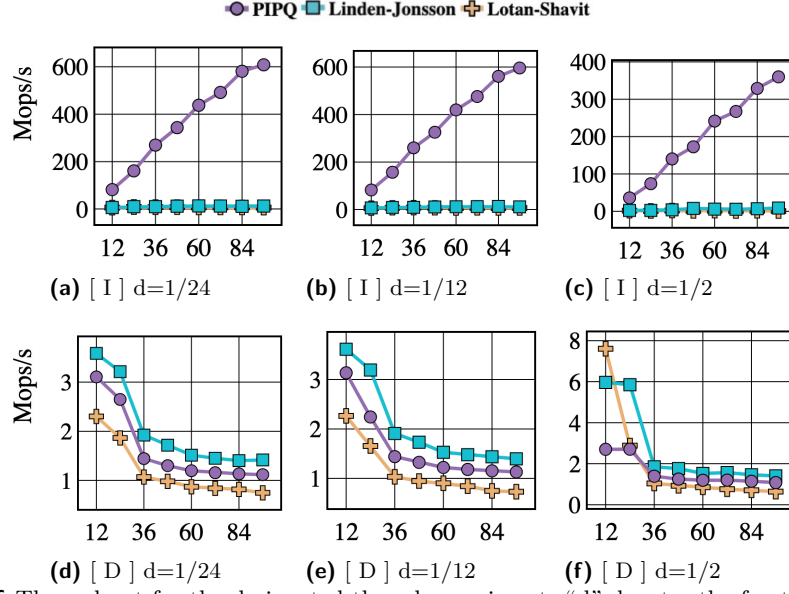 PIPQ Linden-Jonsson Lotan-Shavit
Mops/s
600
400
200
0
12 36 60 84
(a) [ I ] d=1/24
600
400
200
0
12 36 60 84
(b) [ I ] d=1/12
400
300
200
100
0
12 36 60 84
(c) [ I ] d=1/2
Mops/s
3
2
1
12 36 60 84
(d) [ D ] d=1/24
3
2
1
12 36 60 84
(e) [ D ] d=1/12
8
6
4
2
0
12 36 60 84
(f) [ D ] d=1/2